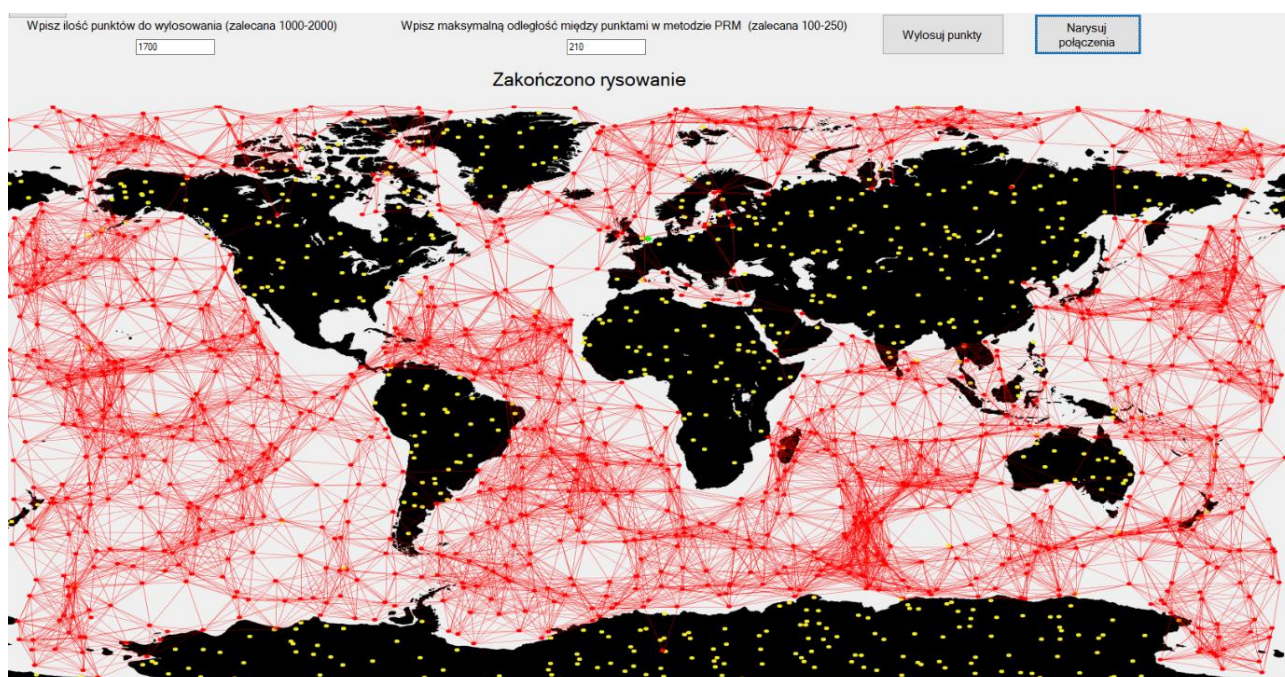 Wpisz ilość punktów do wylosowania (zalecana 1000-2000)
1700
Wpisz maksymalną odległość między punktami w metodzie PRM (zalecana 100-250)
210
Wylosuj punkty
Narysuj
połączenia
Zakończono rysowanie